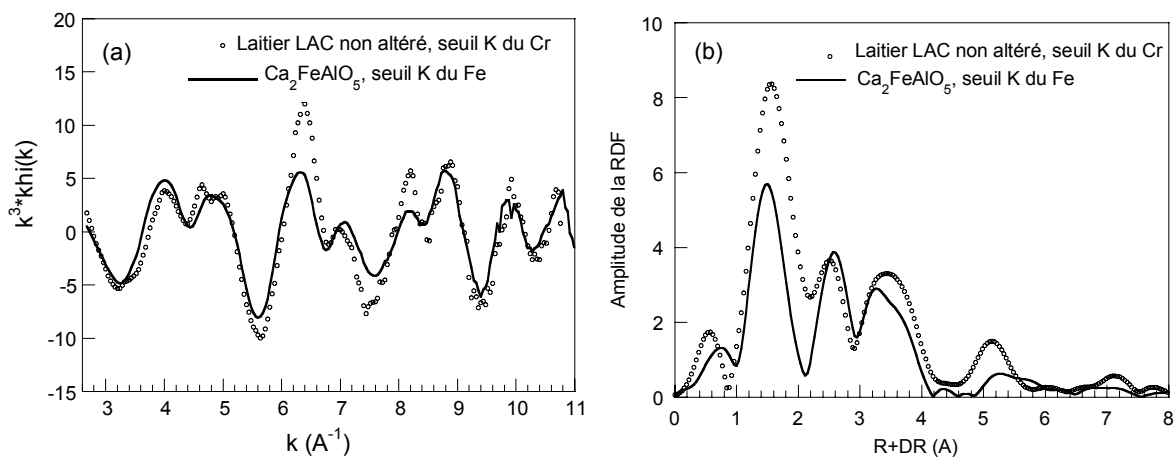 (a)
Laitier LAC non altéré, seuil K du Cr
Ca₂FeAlO₅, seuil K du Fe
k³*khi(k)
20
15
10
5
0
-5
-10
-15
3 4 5 6 7 8 9 10 11
k (A⁻¹)
(b)
Laitier LAC non altéré, seuil K du Cr
Ca₂FeAlO₅, seuil K du Fe
Amplitude de la RDF
10
8
6
4
2
0
0 1 2 3 4 5 6 7 8
R+DR (A)